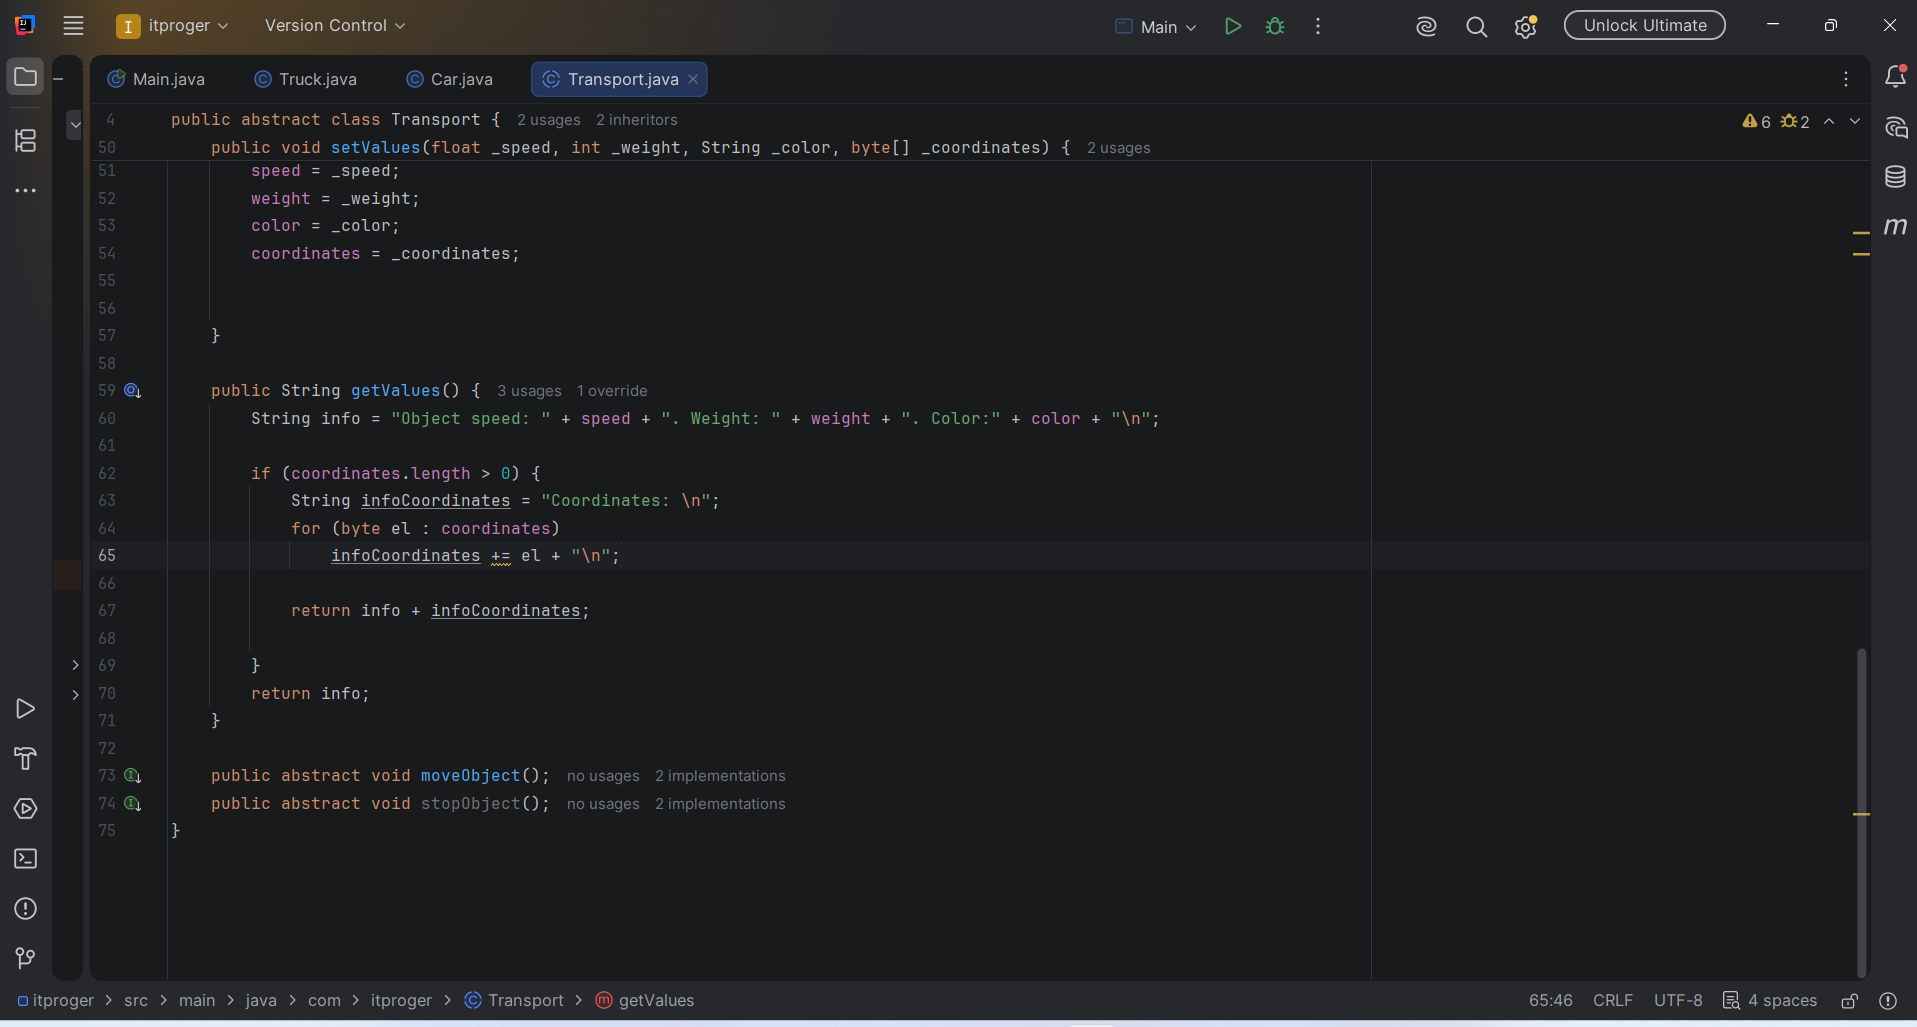 itproger Version Control Main Unlock Ultimate
Main.java Truck.java Car.java Transport.java
4 public abstract class Transport { 2 usages 2 inheritors
6 2
50 public void setValues(float _speed, int _weight, String _color, byte[] _coordinates) { 2 usages
51 speed = _speed;
52 weight = _weight;
53 color = _color;
54 coordinates = _coordinates;
55
56
57 }
58
59 public String getValues() { 3 usages 1 override
60 String info = "Object speed: " + speed + ". Weight: " + weight + ". Color:" + color + "\n";
61
62 if (coordinates.length > 0) {
63 String infoCoordinates = "Coordinates: \n";
64 for (byte el : coordinates)
65 infoCoordinates += el + "\n";
66
67 return info + infoCoordinates;
68
69 }
70 return info;
71 }
72
73 public abstract void moveObject(); no usages 2 implementations
74 public abstract void stopObject(); no usages 2 implementations
75 }
itproger > src > main > java > com > itproger > Transport > getValues 65:46 CRLF UTF-8 4 spaces